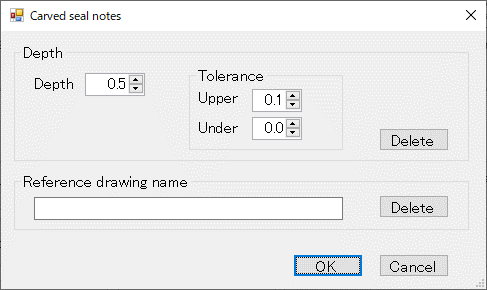 Carved seal notes
Depth
Depth 0.5
Tolerance
Upper 0.1
Under 0.0
Delete
Reference drawing name
Delete
OK Cancel